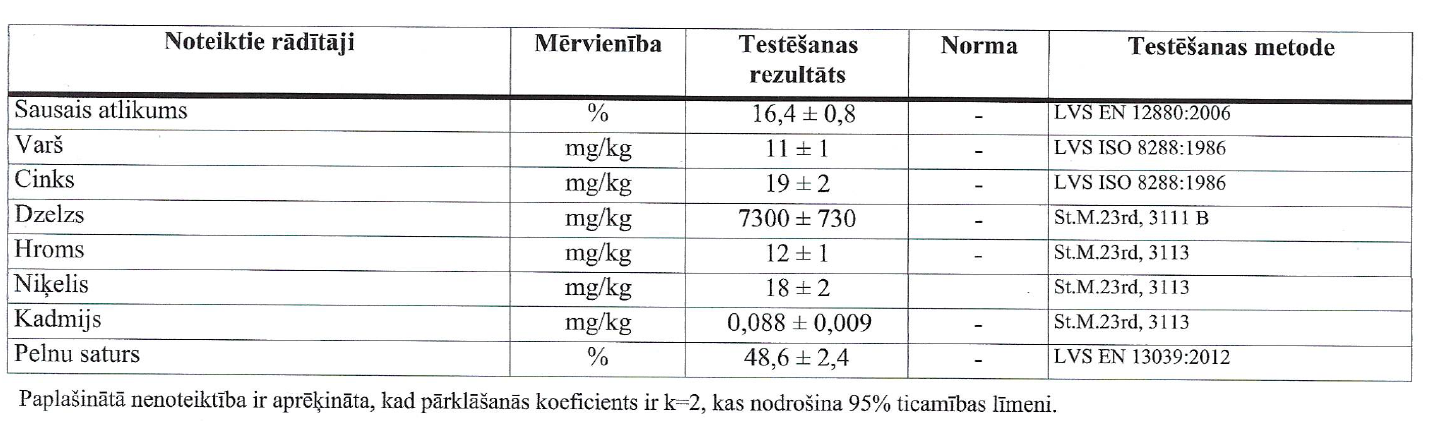 Noteiktie rādītāji Mērvienība Testēšanas rezultāts Norma Testēšanas metode
Sausais atlikums % 16,4 ± 0,8 - LVS EN 12880:2006
Varš mg/kg 11 ± 1 - LVS ISO 8288:1986
Cinks mg/kg 19 ± 2 - LVS ISO 8288:1986
Dzelzs mg/kg 7300 ± 730 - St.M.23rd, 3111 B
Hroms mg/kg 12 ± 1 - St.M.23rd, 3113
Niķelis mg/kg 18 ± 2 St.M.23rd, 3113
Kadmijs mg/kg 0,088 ± 0,009 - St.M.23rd, 3113
Pelnu saturs % 48,6 ± 2,4 - LVS EN 13039:2012
Paplašinātā nenoteiktība ir aprēķināta, kad pārklāšanās koeficients ir k=2, kas nodrošina 95% ticamības līmeni.